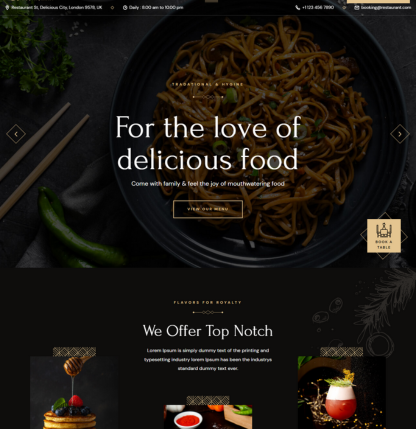 Restaurant St, Delicious City, London 9578, UK
Daily : 8:00 am to 10:00 pm
+1 123 456 7890
booking@restaurant.com
TRADATIONAL & HYGINE
For the love of
delicious food
Come with family & feel the joy of mouthwatering food
VIEW OUR MENU
BOOK A
TABLE
FLAVORS FOR ROYALTY
We Offer Top Notch
Lorem Ipsum is simply dummy text of the printing and
typesetting industry lorem Ipsum has been the industrys
standard dummy text ever.